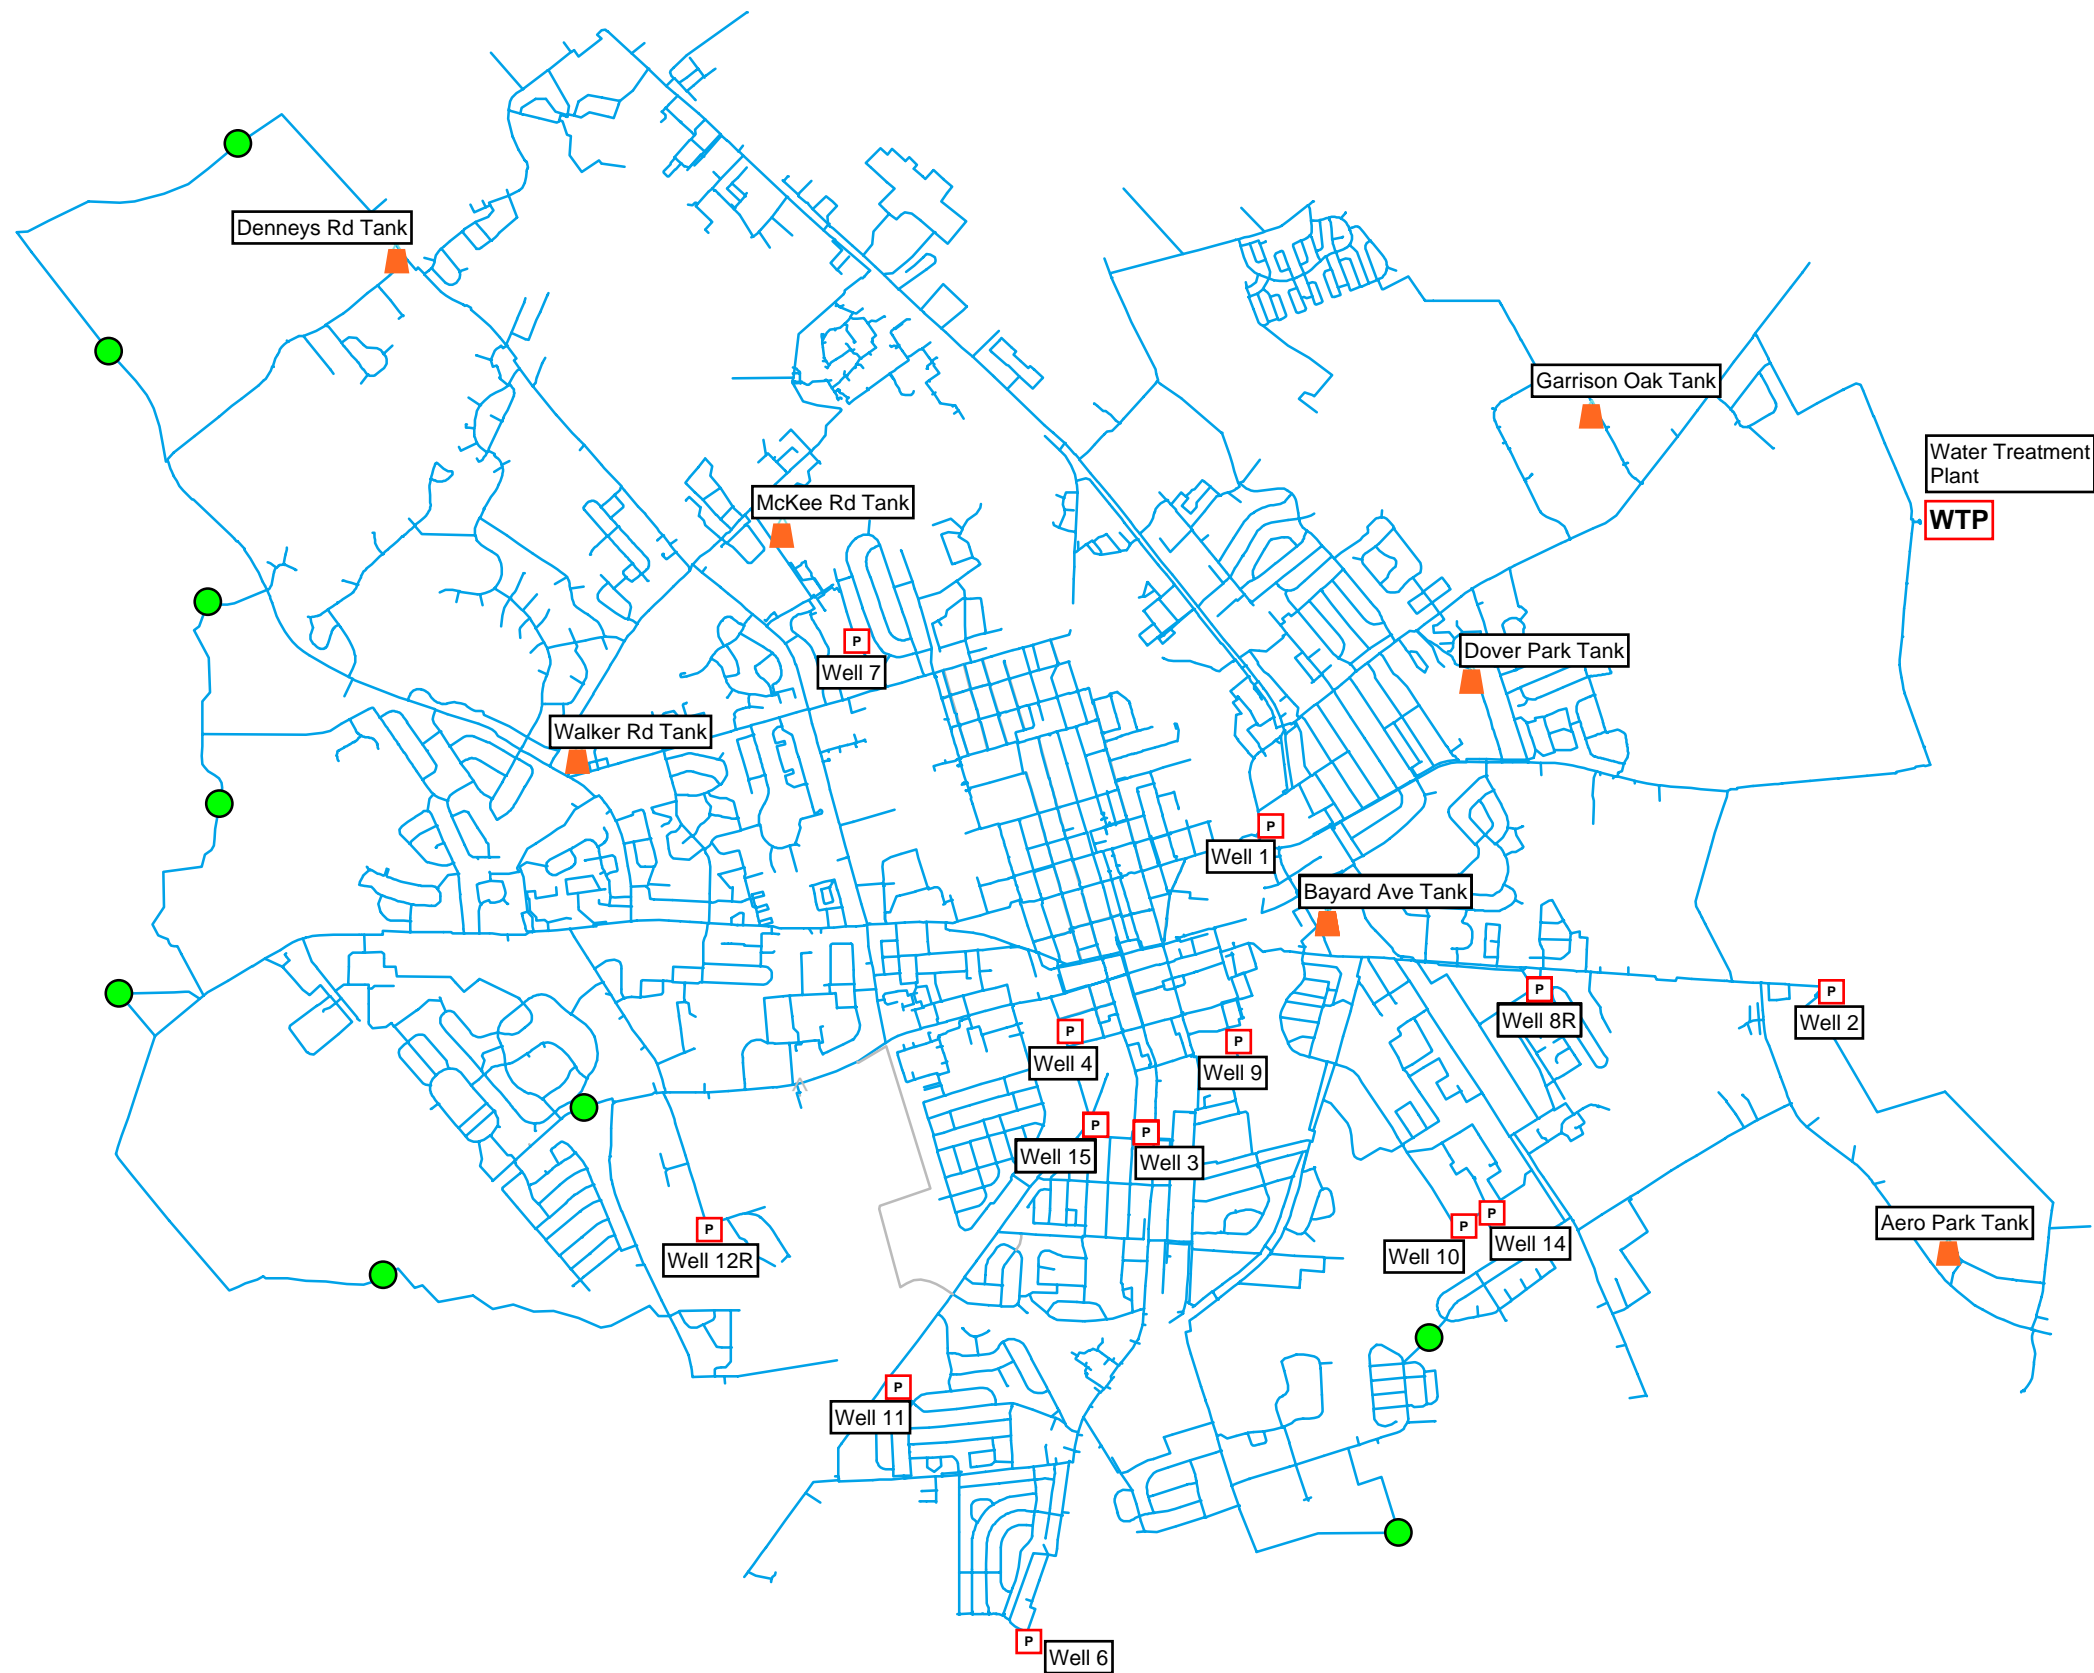 Denneys Rd Tank
Garrison Oak Tank
Water Treatment
Plant
WTP
McKee Rd Tank
P
Well 7
Dover Park Tank
Walker Rd Tank
P
Well 1
Bayard Ave Tank
P
Well 8R
P
Well 2
P
Well 4
P
Well 9
P
Well 15
P
Well 3
P
Well 12R
P
Well 10
P
Well 14
Aero Park Tank
P
Well 11
P
Well 6